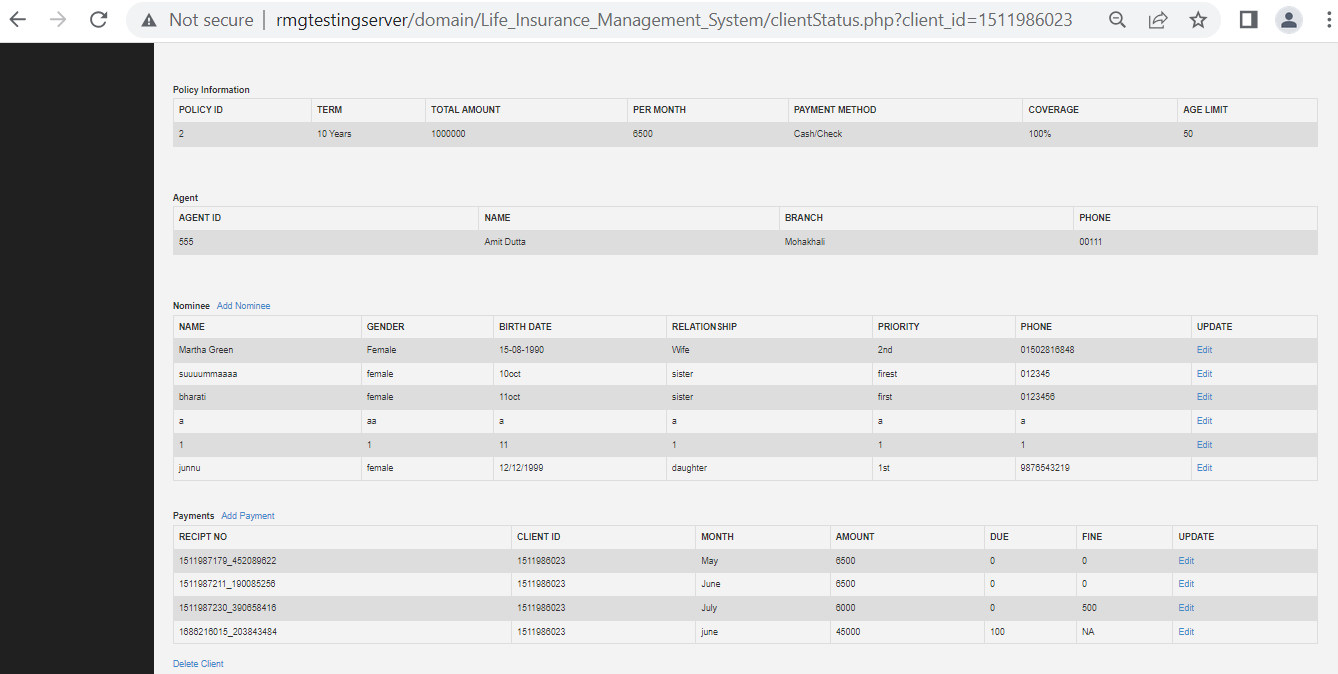 Not secure | rmgtestingserver/domain/Life_Insurance_Management_System/clientStatus.php?client_id=1511986023
Policy Information
POLICY ID TERM TOTAL AMOUNT PER MONTH PAYMENT METHOD COVERAGE AGE LIMIT
2 10 Years 1000000 6500 Cash/Check 100% 50
Agent
AGENT ID NAME BRANCH PHONE
555 Amit Dutta Mohakhali 00111
Nominee Add Nominee
NAME GENDER BIRTH DATE RELATIONSHIP PRIORITY PHONE UPDATE
Martha Green Female 15-08-1990 Wife 2nd 01502816848 Edit
suuuummaaaa female 10oct sister firest 012345 Edit
bharati female 11oct sister first 0123456 Edit
a aa a a a a Edit
1 1 11 1 1 1 Edit
junnu female 12/12/1999 daughter 1st 9876543219 Edit
Payments Add Payment
RECIPT NO CLIENT ID MONTH AMOUNT DUE FINE UPDATE
1511987179_452089622 1511986023 May 6500 0 0 Edit
1511987211_190085256 1511986023 June 6500 0 0 Edit
1511987230_390658416 1511986023 July 6000 0 500 Edit
1686216015_203843484 1511986023 june 45000 100 NA Edit
Delete Client